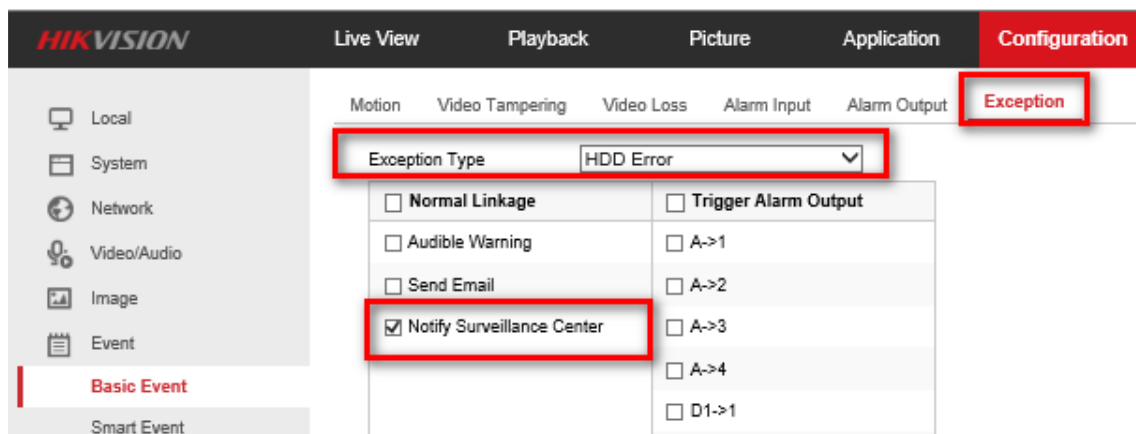 HIKVISION Live View Playback Picture Application Configuration
Local
System
Network
Video/Audio
Image
Event
Basic Event
Smart Event
Motion Video Tampering Video Loss Alarm Input Alarm Output Exception
Exception Type HDD Error
Normal Linkage Trigger Alarm Output
Audible Warning A->1
Send Email A->2
Notify Surveillance Center A->3
A->4
D1->1